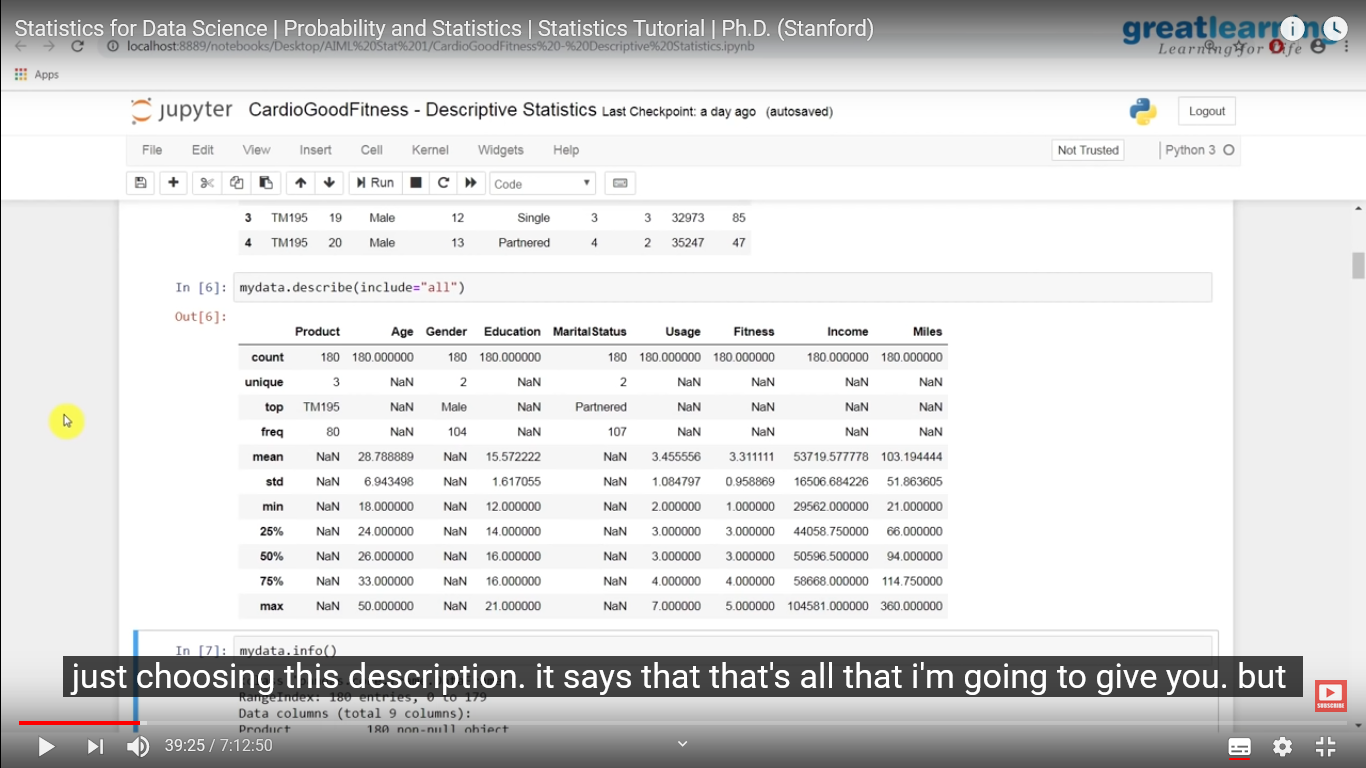 Statistics for Data Science | Probability and Statistics | Statistics Tutorial | Ph.D. (Stanford)
greatlearning
Learning for Life
localhost:8889/notebooks/Desktop/AIML%20Stat%201/CardioGoodFitness%20-%20Descriptive%20Statistics.ipynb
Apps
jupyter CardioGoodFitness - Descriptive Statistics Last Checkpoint: a day ago (autosaved)
Logout
File Edit View Insert Cell Kernel Widgets Help
Not Trusted Python 3
Run Code
3 TM195 19 Male 12 Single 3 3 32973 85
4 TM195 20 Male 13 Partnered 4 2 35247 47
In [6]: mydata.describe(include="all")
Out[6]:
Product Age Gender Education MaritalStatus Usage Fitness Income Miles
count 180 180.000000 180 180.000000 180 180.000000 180.000000 180.000000 180.000000
unique 3 NaN 2 NaN 2 NaN NaN NaN NaN
top TM195 NaN Male NaN Partnered NaN NaN NaN NaN
freq 80 NaN 104 NaN 107 NaN NaN NaN NaN
mean NaN 28.788889 NaN 15.572222 NaN 3.455556 3.311111 53719.577778 103.194444
std NaN 6.943498 NaN 1.617055 NaN 1.084797 0.958869 16506.684226 51.863605
min NaN 18.000000 NaN 12.000000 NaN 2.000000 1.000000 29562.000000 21.000000
25% NaN 24.000000 NaN 14.000000 NaN 3.000000 3.000000 44058.750000 66.000000
50% NaN 26.000000 NaN 16.000000 NaN 3.000000 3.000000 50596.500000 94.000000
75% NaN 33.000000 NaN 16.000000 NaN 4.000000 4.000000 58668.000000 114.750000
max NaN 50.000000 NaN 21.000000 NaN 7.000000 5.000000 104581.000000 360.000000
In [7]: mydata.info()
just choosing this description. it says that that's all that i'm going to give you. but
RangeIndex: 180 entries, 0 to 179
Data columns (total 9 columns):
Product 180 non-null object
SUBSCRIBE
39:25 / 7:12:50